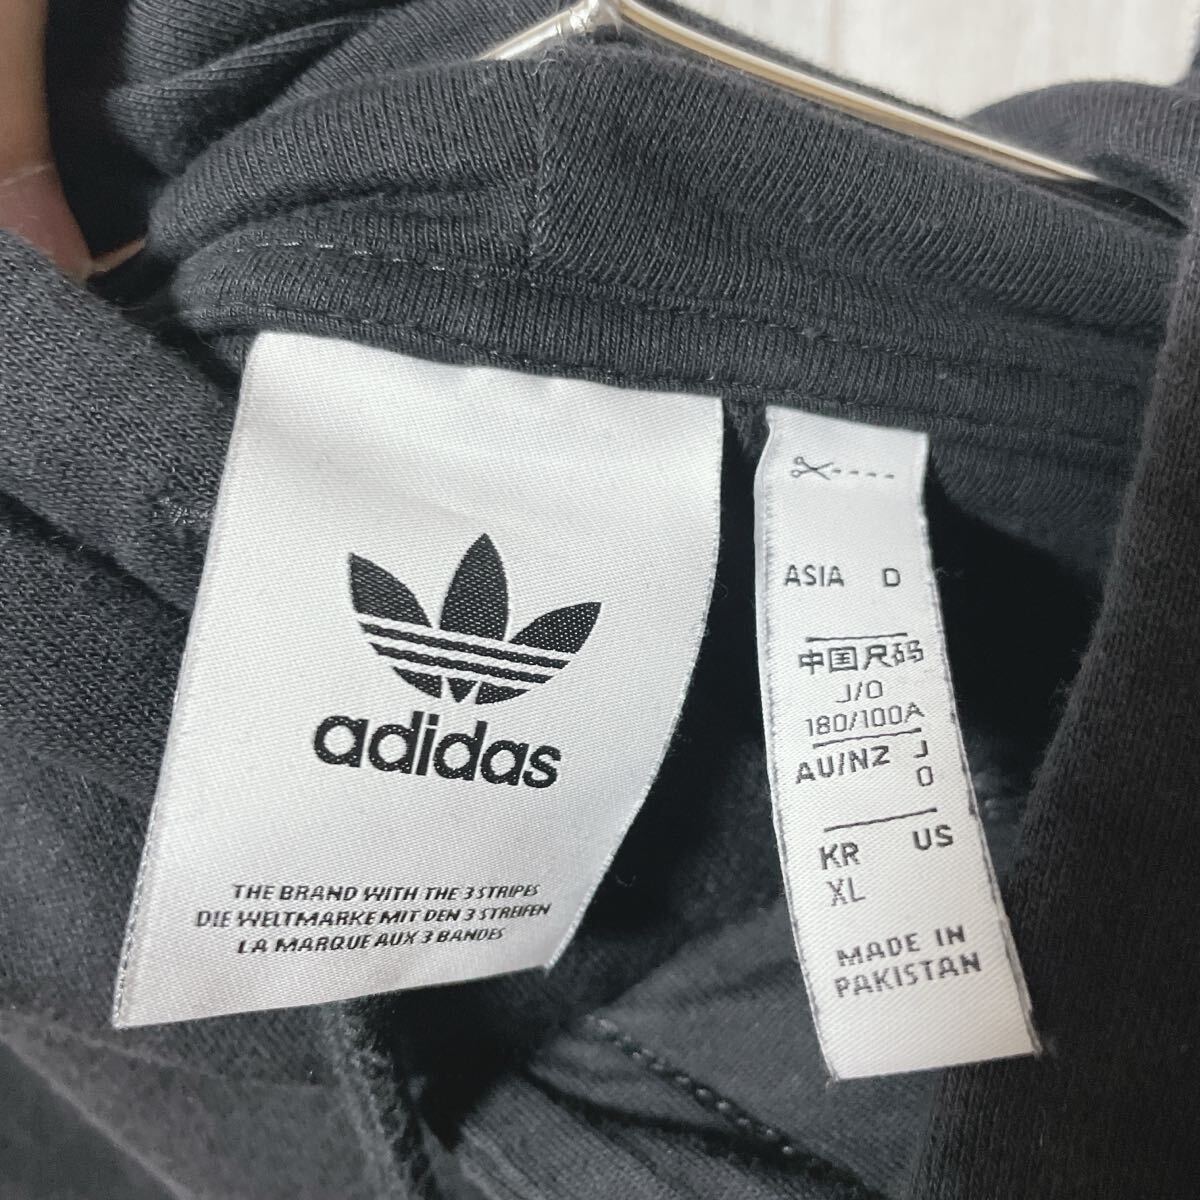 adidas
THE BRAND WITH THE 3 STRIPES
DIE WELTMARKE MIT DEN 3 STREIFEN
LA MARQUE AUX 3 BANDES
ASIA D
中国尺码
J/O
180/100A
AU/NZ J
O
KR US
XL
MADE IN
PAKISTAN